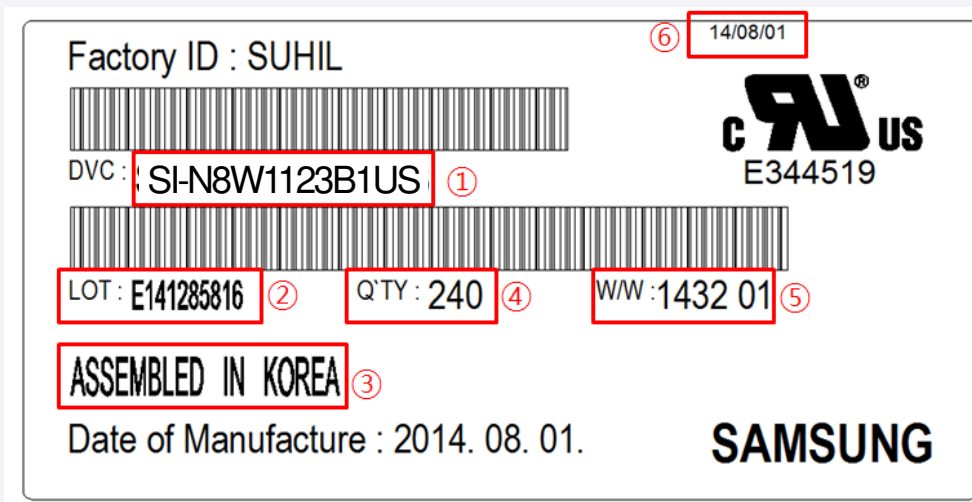 ⑥ 14/08/01
Factory ID : SUHIL
C RU ® US
E344519
DVC : SI-N8W1123B1US ①
LOT : E141285816 ② Q`TY : 240 ④ W/W : 1432 01 ⑤
ASSEMBLED IN KOREA ③
Date of Manufacture : 2014. 08. 01. SAMSUNG